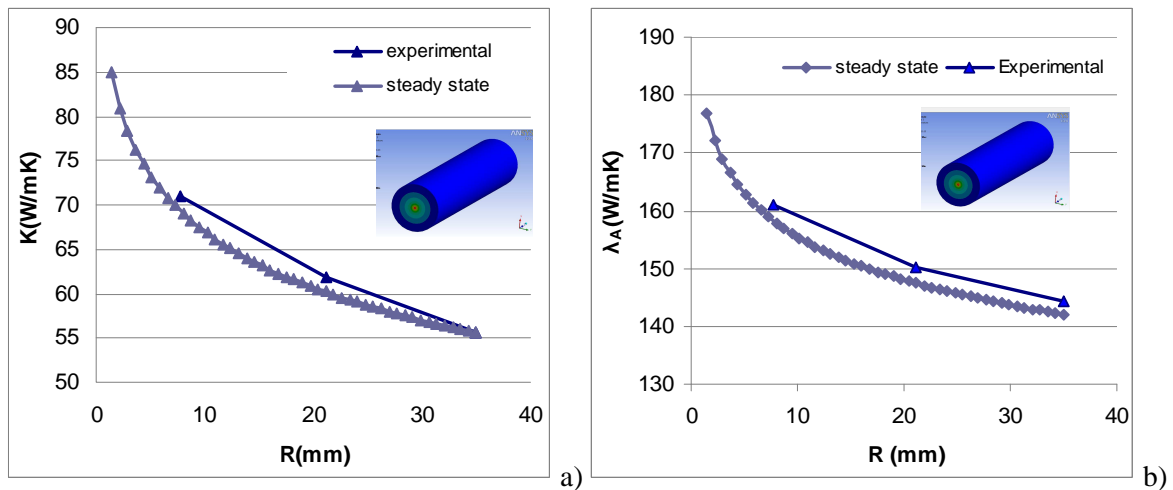 90
85
80
75
70
65
60
55
50
K(W/mK)
experimental
steady state
0
10
20
30
40
R(mm)
a)
190
180
170
160
150
140
130
λA(W/mK)
steady state
Experimental
0
10
20
30
40
R (mm)
b)